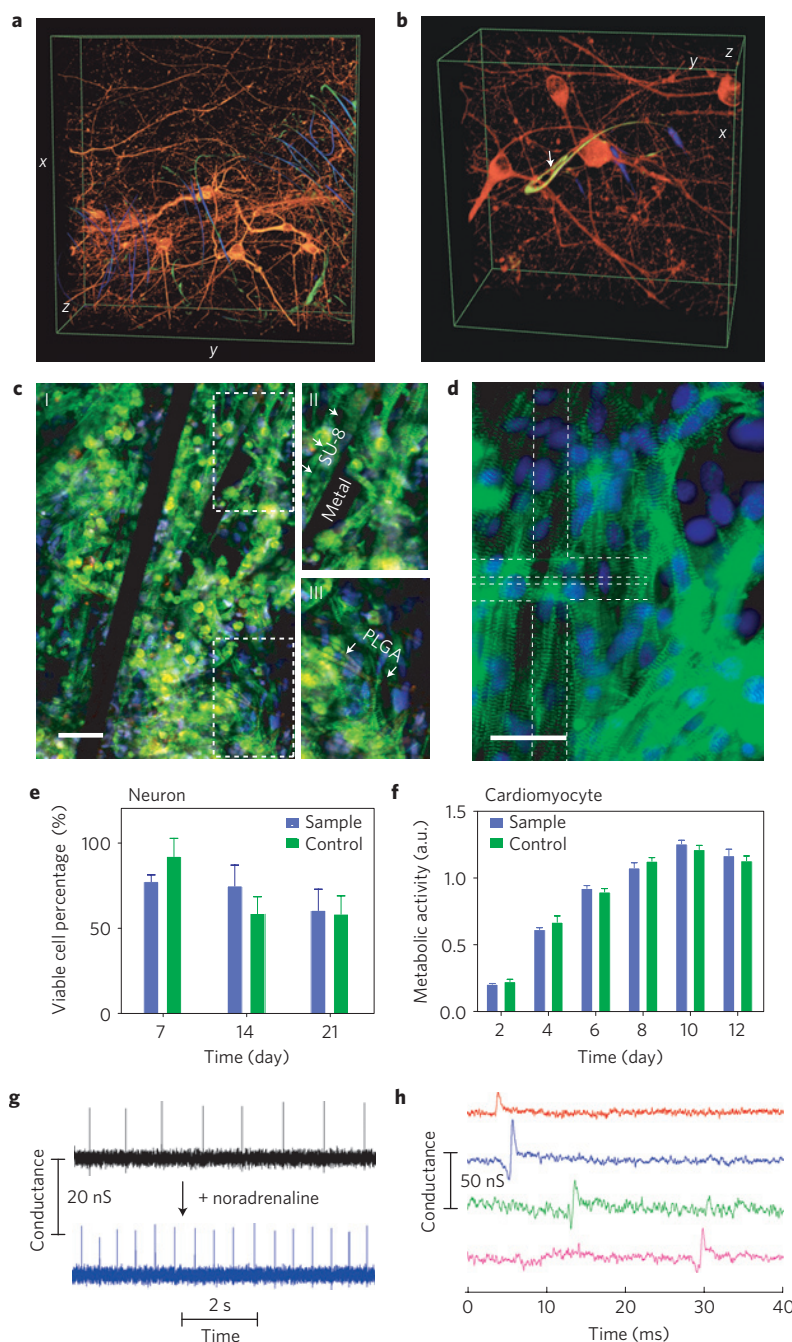 a
x
z
y
b
z
y
x
c
I
II
SU-8
Metal
III
PLGA
d
e
Neuron
Sample
Control
Viable cell percentage (%)
100
50
0
7 14 21
Time (day)
f
Cardiomyocyte
Sample
Control
Metabolic activity (a.u.)
1.5
1.0
0.5
0.0
2 4 6 8 10 12
Time (day)
g
Conductance
20 nS
+ noradrenaline
2 s
Time
h
Conductance
50 nS
0 10 20 30 40
Time (ms)